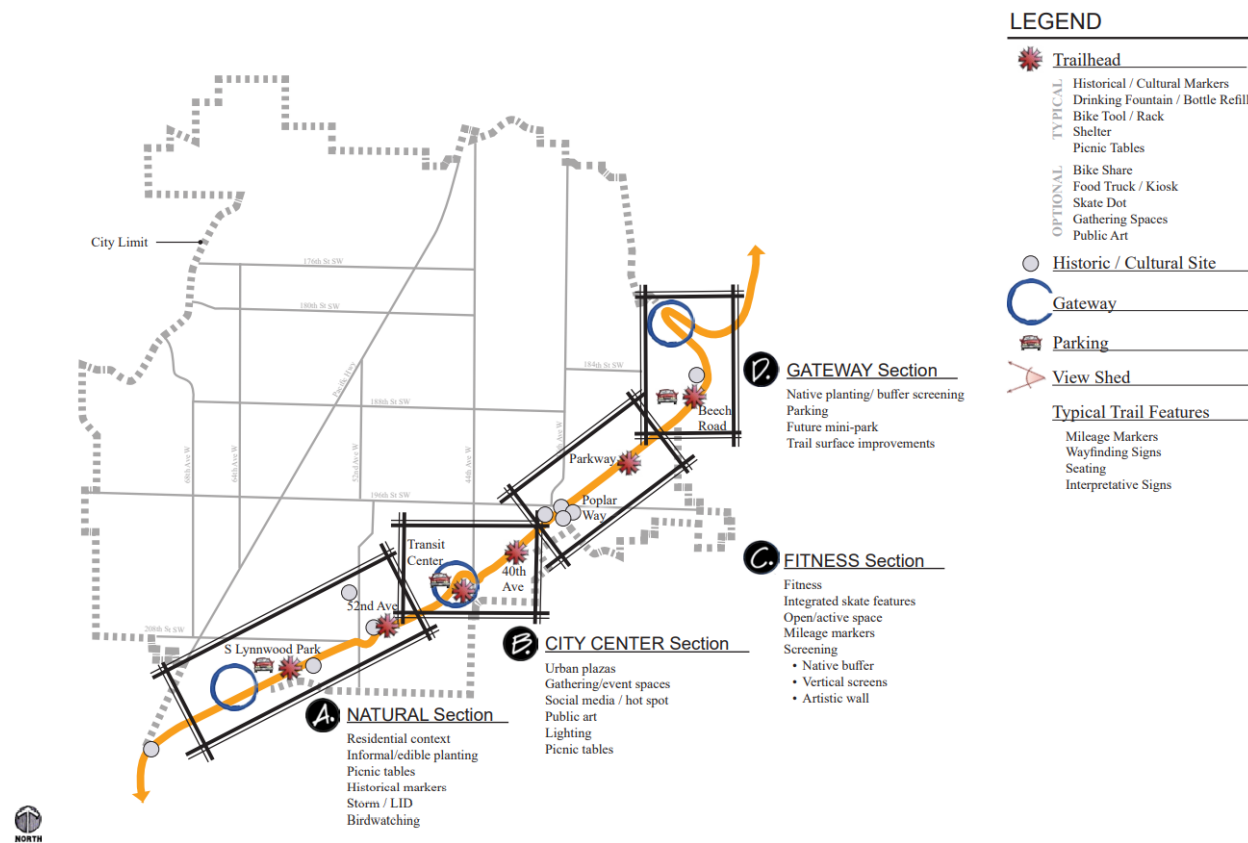 LEGEND
Trailhead
TYPICAL
Historical / Cultural Markers
Drinking Fountain / Bottle Refill
Bike Tool / Rack
Shelter
Picnic Tables
OPTIONAL
Bike Share
Food Truck / Kiosk
Skate Dot
Gathering Spaces
Public Art
Historic / Cultural Site
Gateway
Parking
View Shed
Typical Trail Features
Mileage Markers
Wayfinding Signs
Seating
Interpretative Signs
City Limit
176th St SW
180th St SW
184th St SW
188th St SW
196th St SW
208th St SW
Pacific Hwy
68th Ave W
64th Ave W
52nd Ave W
44th Ave W
Beech
Road
Parkway
Poplar
Way
Transit
Center
40th
Ave
52nd Ave
S Lynnwood Park
D.
GATEWAY Section
Native planting/ buffer screening
Parking
Future mini-park
Trail surface improvements
C.
FITNESS Section
Fitness
Integrated skate features
Open/active space
Mileage markers
Screening
• Native buffer
• Vertical screens
• Artistic wall
B.
CITY CENTER Section
Urban plazas
Gathering/event spaces
Social media / hot spot
Public art
Lighting
Picnic tables
A.
NATURAL Section
Residential context
Informal/edible planting
Picnic tables
Historical markers
Storm / LID
Birdwatching
NORTH